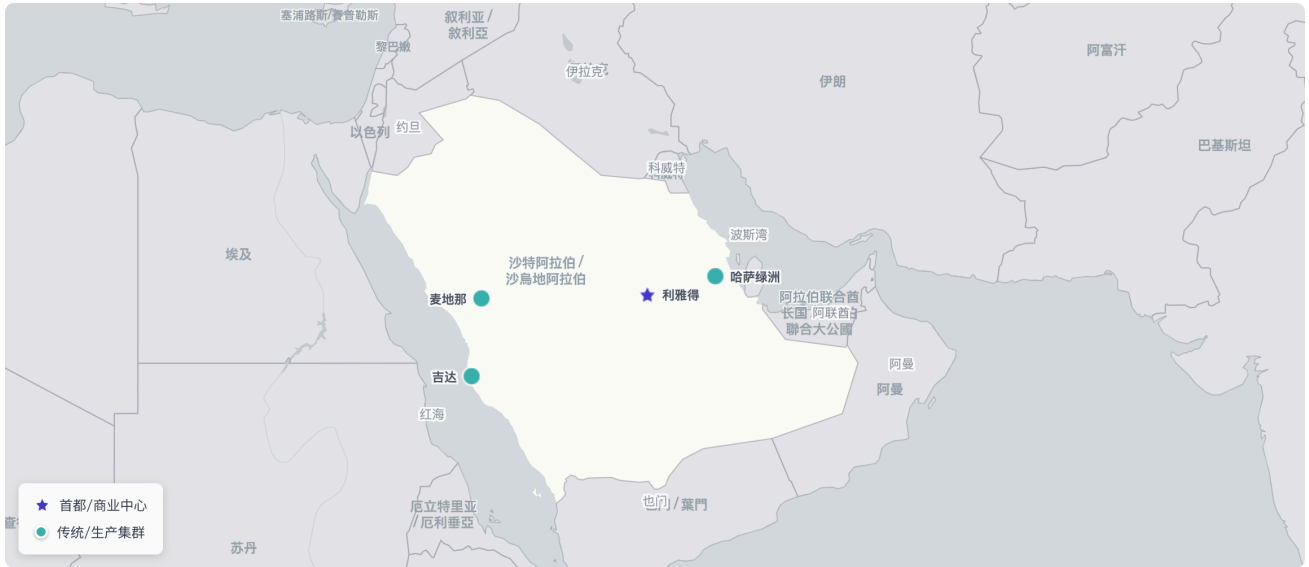 塞浦路斯/賽普勒斯
叙利亚 /
敘利亞
黎巴嫩
伊拉克
伊朗
阿富汗
以色列
约旦
巴基斯坦
科威特
波斯湾
埃及
沙特阿拉伯 /
沙烏地阿拉伯
哈萨绿洲
麦地那
利雅得
阿拉伯联合酋
长国
阿联酋
聯合大公國
吉达
阿曼
阿曼
红海
也门
/ 葉門
厄立特里亚
/ 厄利垂亞
苏丹
首都/商业中心
传统/生产集群